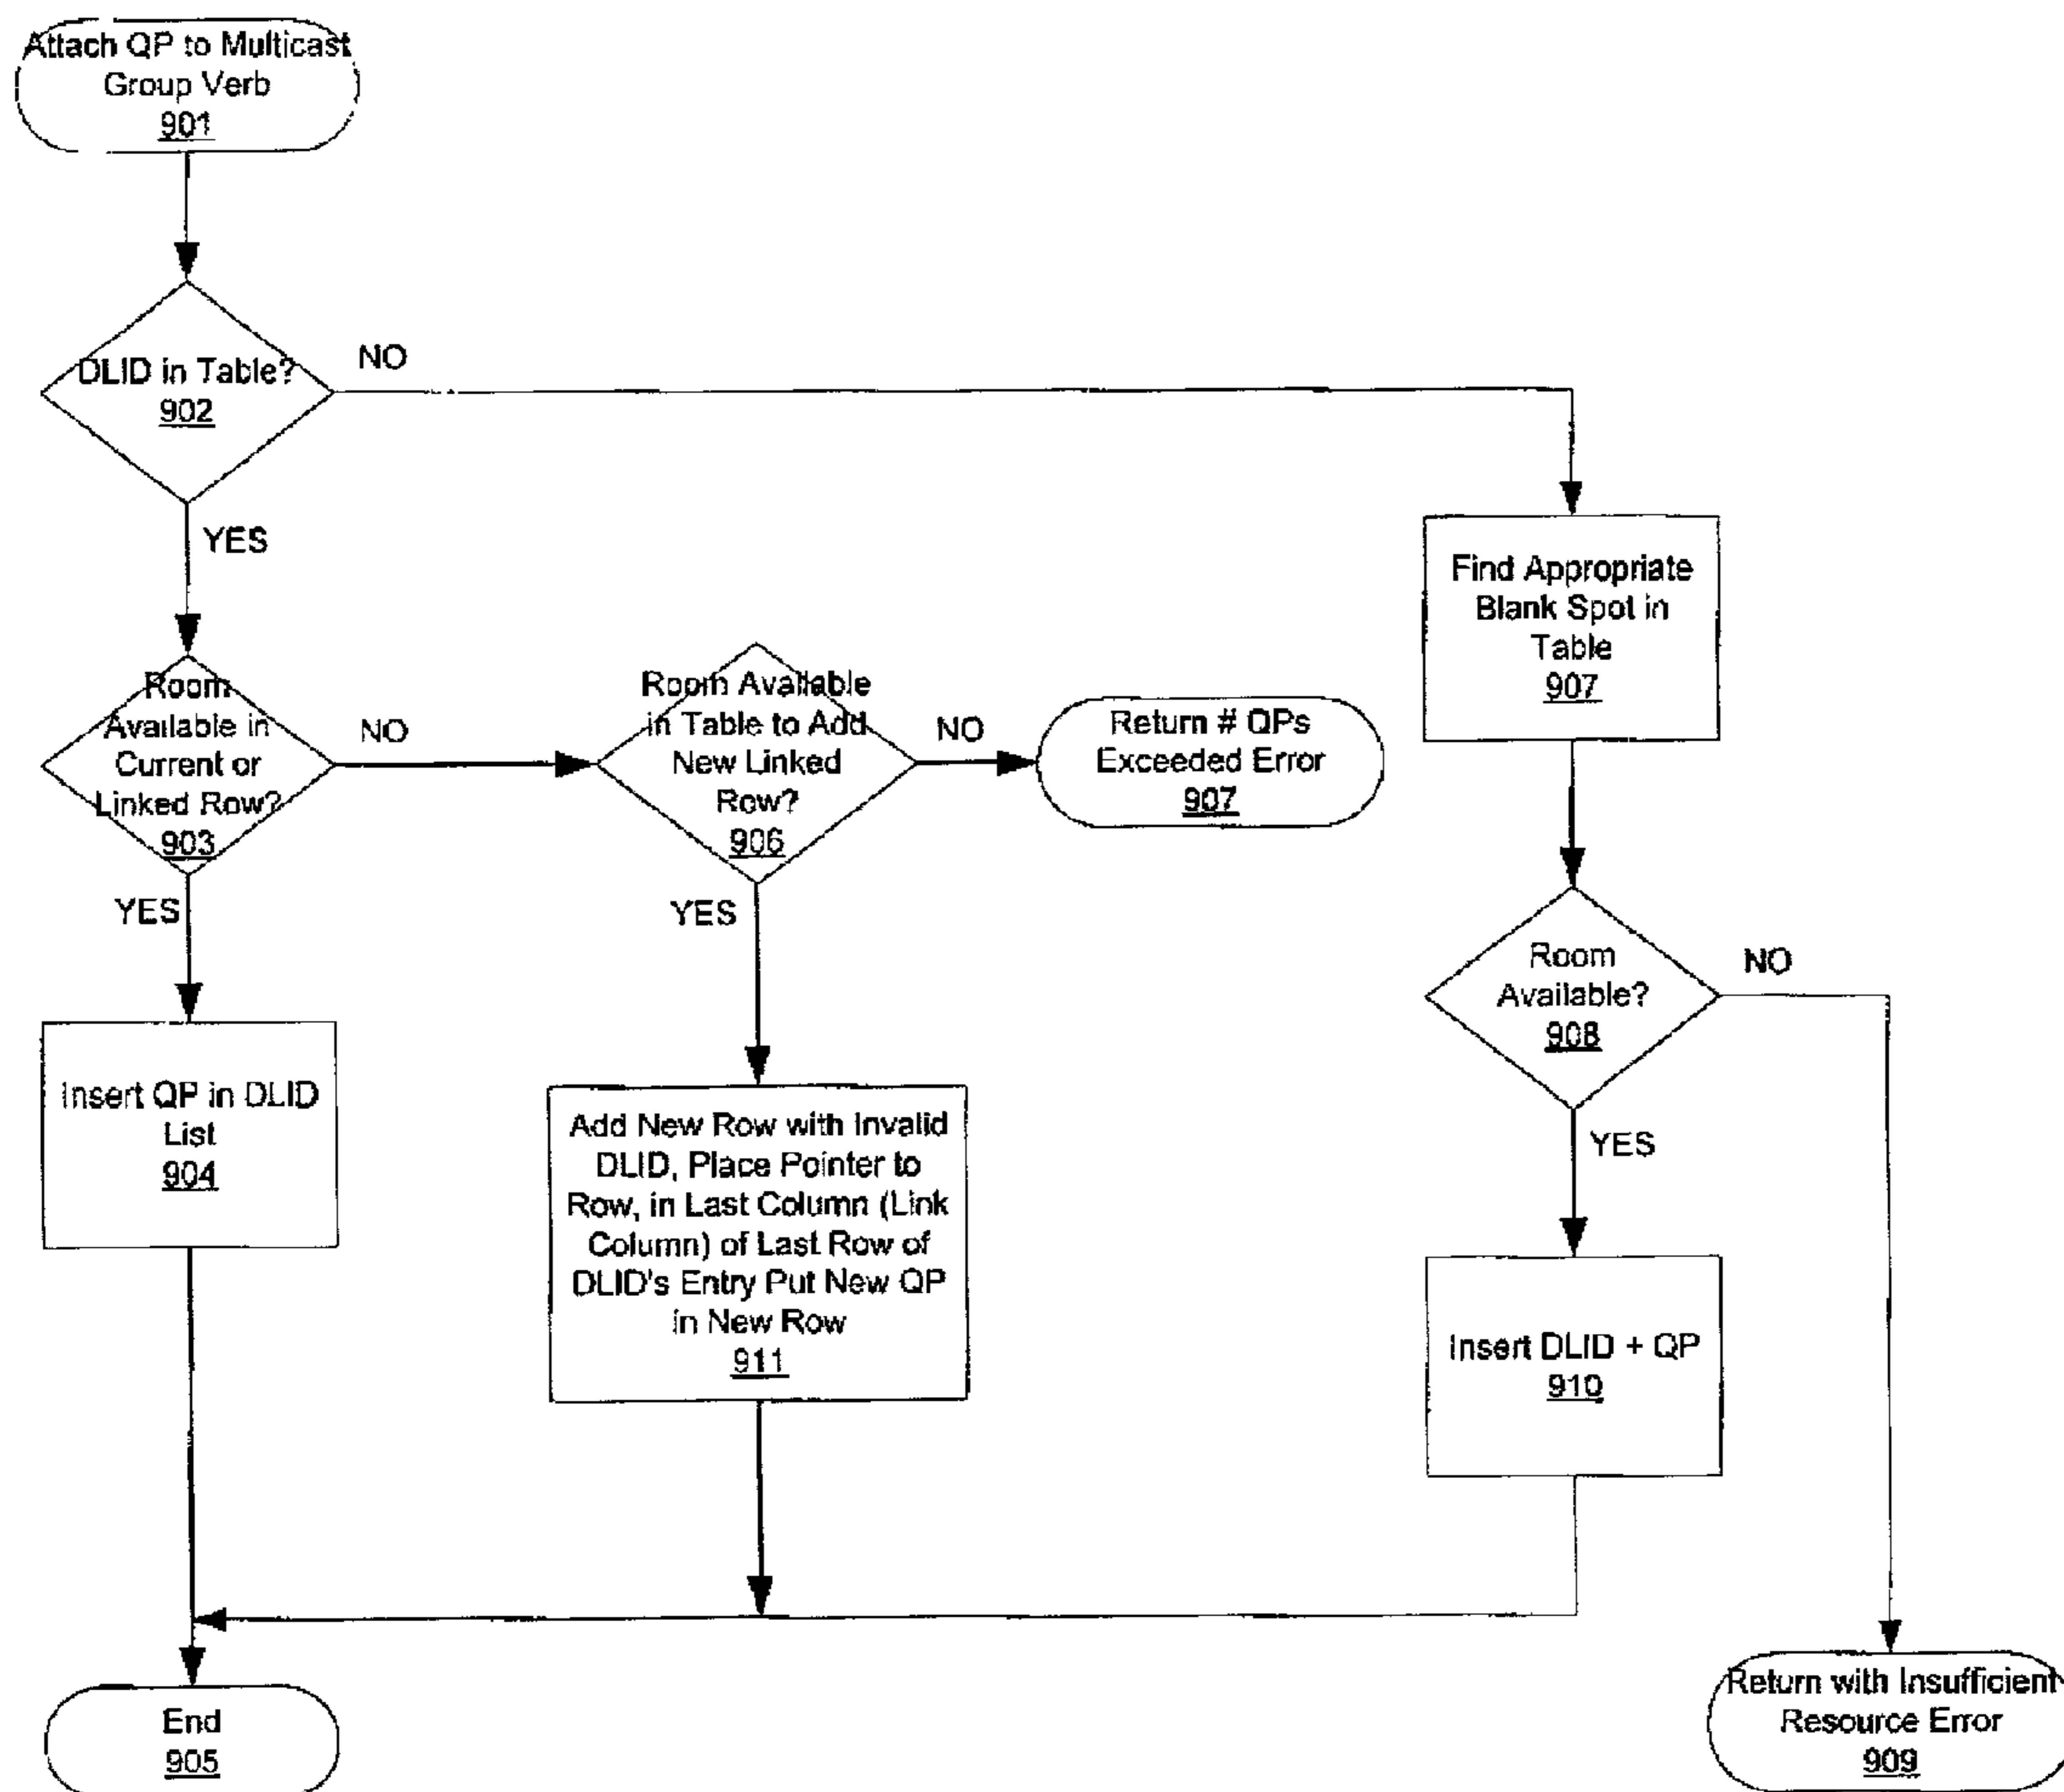 Attach QP to Multicast
Group Verb
901
DLID in Table?
902
NO
YES
Find Appropriate
Blank Spot in
Table
907
Room
Available in
Current or
Linked Row?
903
NO
YES
Room Available
in Table to Add
New Linked
Row?
906
NO
YES
Return # QPs
Exceeded Error
907
Room
Available?
908
NO
YES
Insert QP in DLID
List
904
Add New Row with Invalid
DLID, Place Pointer to
Row, in Last Column (Link
Column) of Last Row of
DLID's Entry Put New QP
in New Row
911
Insert DLID + QP
910
End
905
Return with Insufficient
Resource Error
909